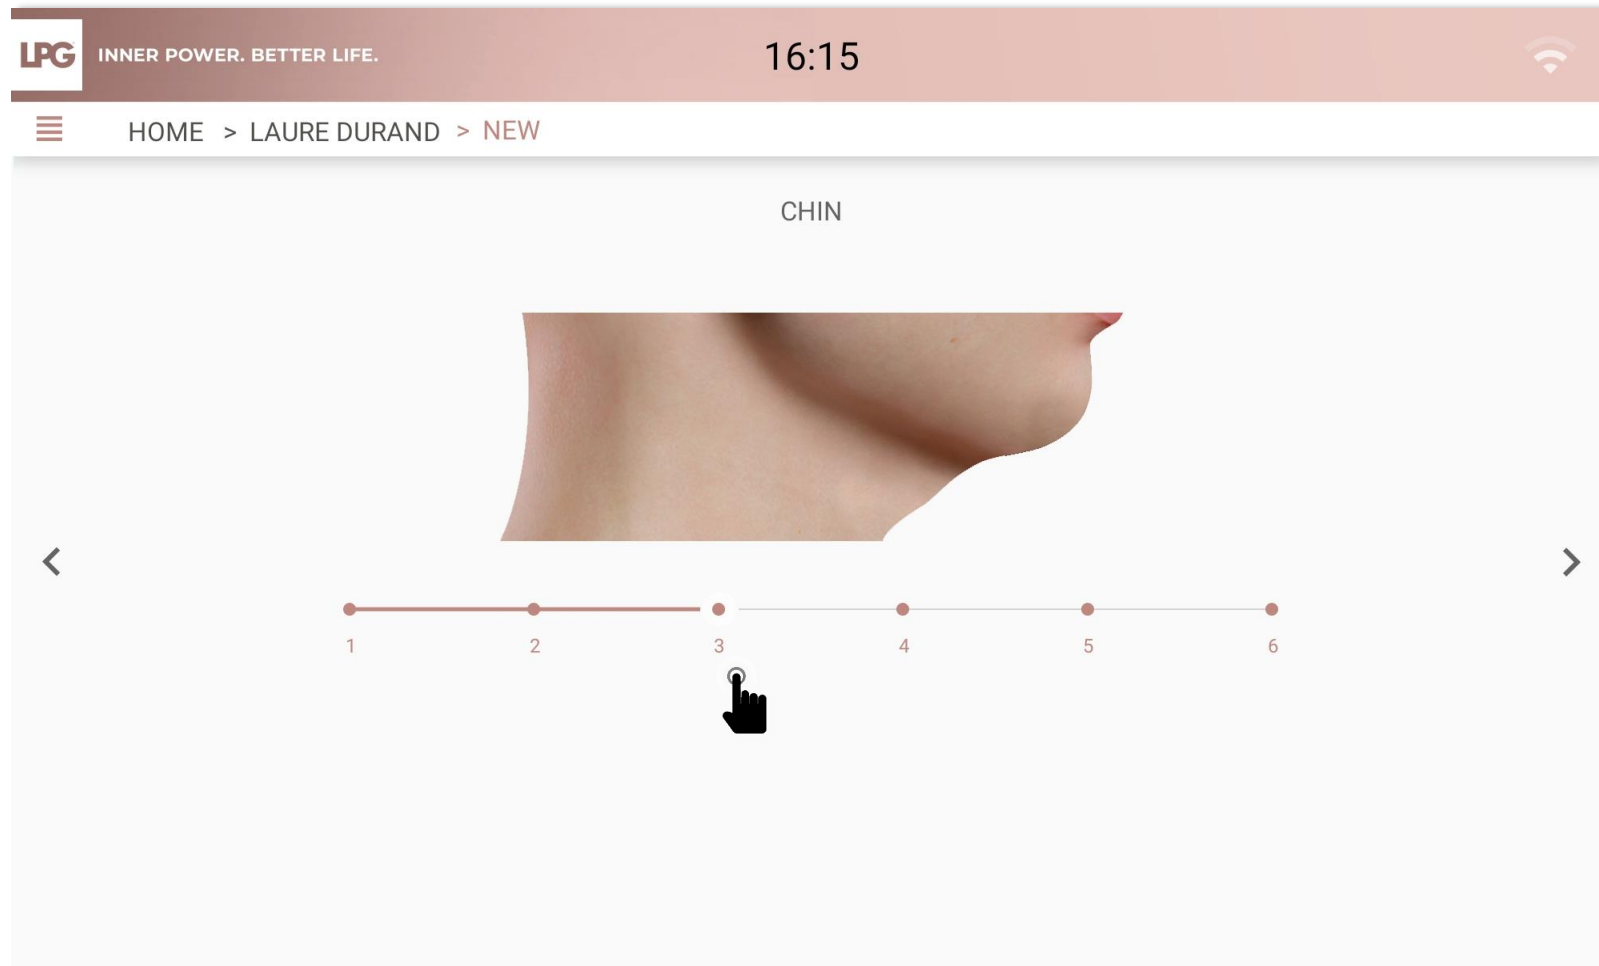 LPG INNER POWER. BETTER LIFE. 16:15
HOME > LAURE DURAND > NEW
CHIN
1 2 3 4 5 6